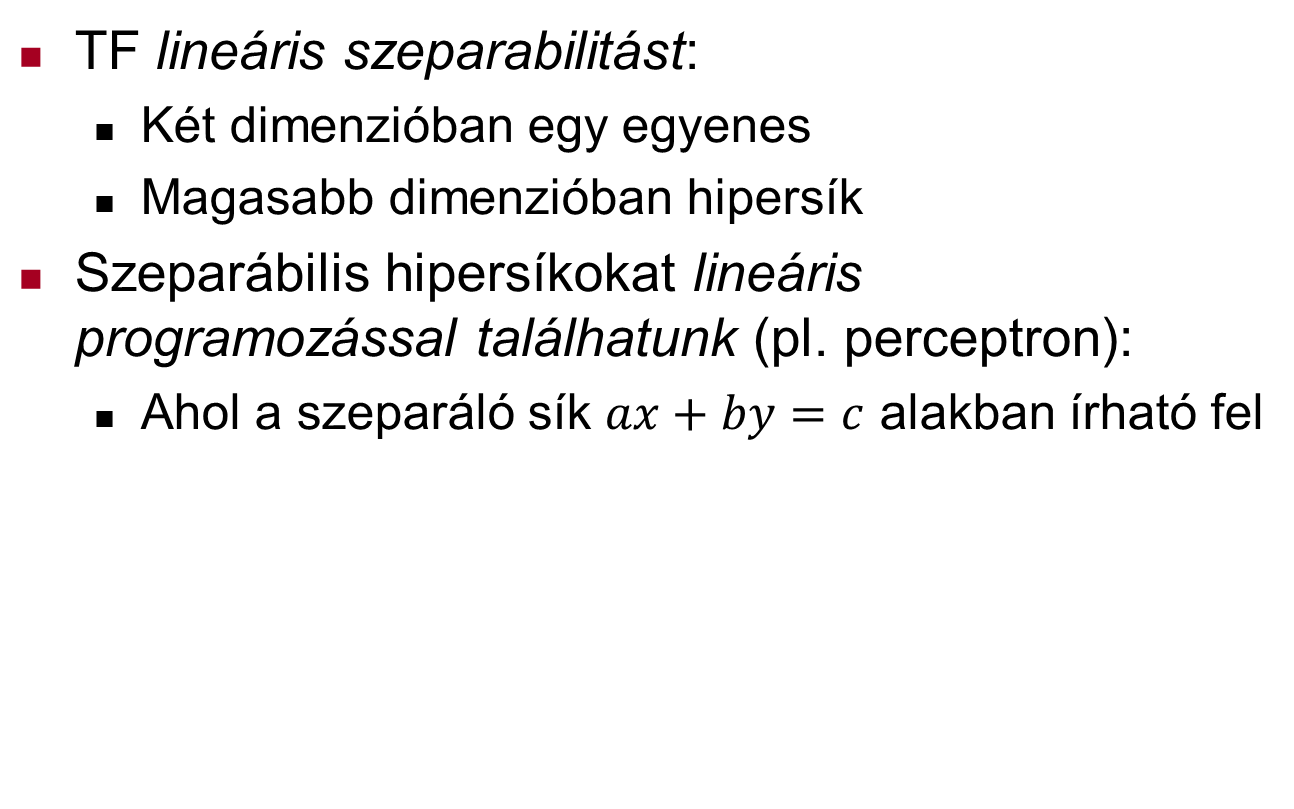 TF lineáris szeparabilitást:
Két dimenzióban egy egyenes
Magasabb dimenzióban hipersík
Szeparábilis hipersíkokat lineáris
programozással találhatunk (pl. perceptron):
Ahol a szeparáló sík 𝑎𝑥 + 𝑏𝑦 = 𝑐 alakban írható fel